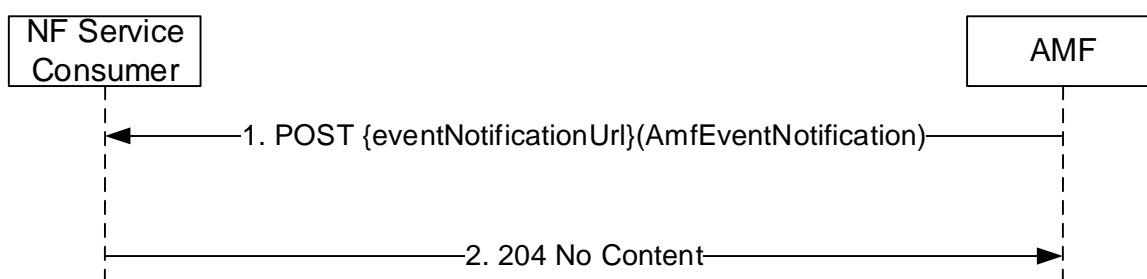 NF Service
Consumer
AMF
1. POST {eventNotificationUrl}(AmfEventNotification)
2. 204 No Content